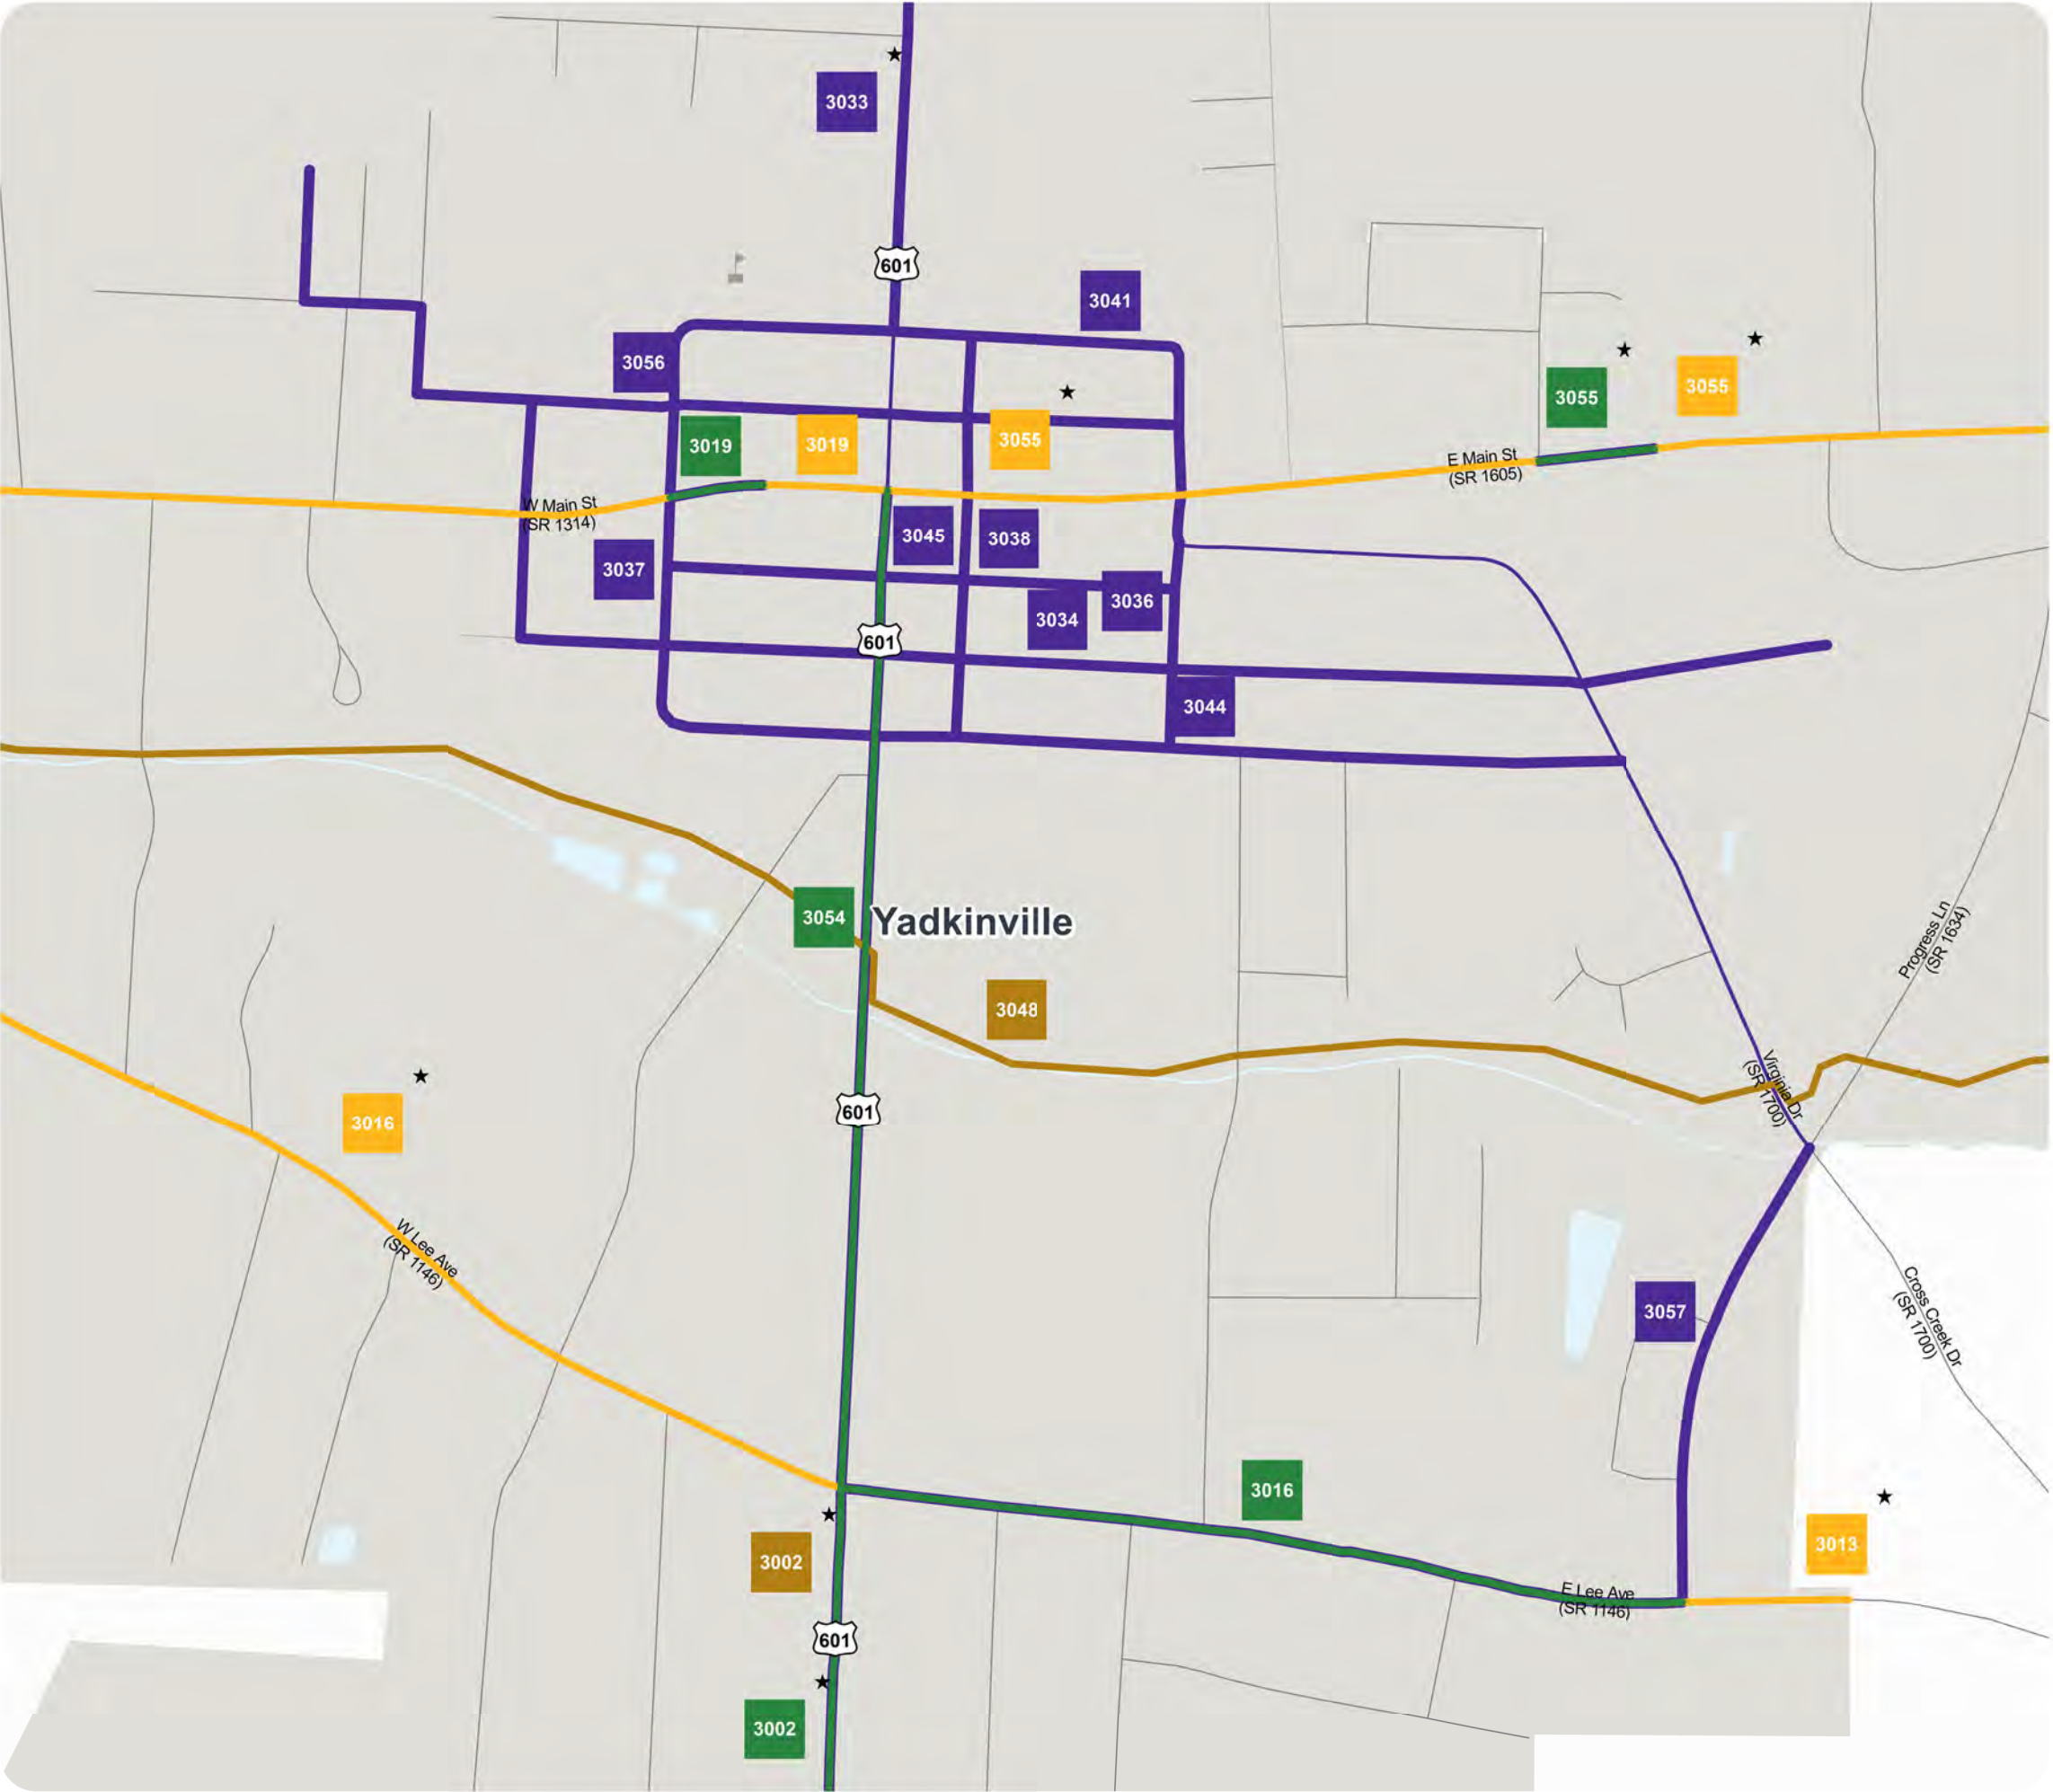 3033
601
3041
3056
3055
3055
3019
3019
3055
E Main St
(SR 1605)
W Main St
(SR 1314)
3045
3038
3037
3036
3034
601
3044
3054
Yadkinville
Progress Ln
(SR 1634)
3048
Virginia Dr
(SR 1700)
601
3016
W Lee Ave
(SR 1146)
3057
Cross Creek Dr
(SR 1700)
3016
3013
3002
E Lee Ave
(SR 1146)
601
3002